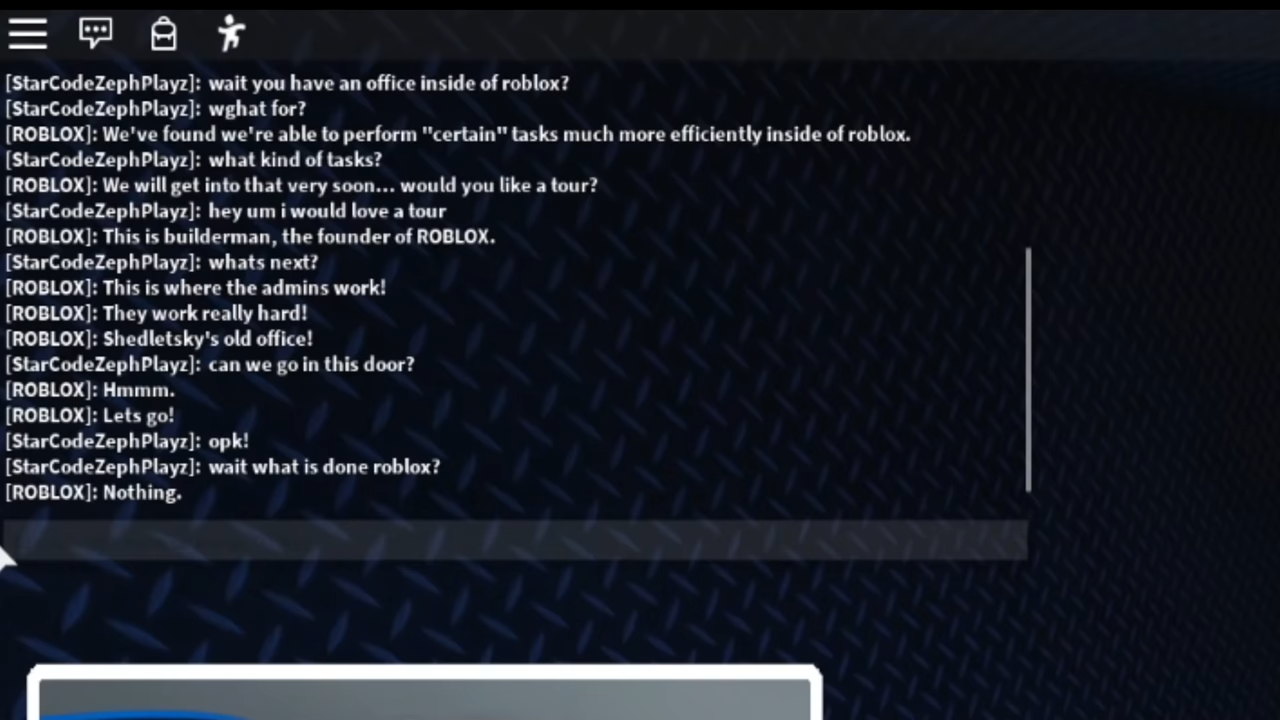 [StarCodeZephPlayz]: wait you have an office inside of roblox?
[StarCodeZephPlayz]: wghat for?
[ROBLOX]: We've found we're able to perform "certain" tasks much more efficiently inside of roblox.
[StarCodeZephPlayz]: what kind of tasks?
[ROBLOX]: We will get into that very soon... would you like a tour?
[StarCodeZephPlayz]: hey um i would love a tour
[ROBLOX]: This is builderman, the founder of ROBLOX.
[StarCodeZephPlayz]: whats next?
[ROBLOX]: This is where the admins work!
[ROBLOX]: They work really hard!
[ROBLOX]: Shedletsky's old office!
[StarCodeZephPlayz]: can we go in this door?
[ROBLOX]: Hmmm.
[ROBLOX]: Lets go!
[StarCodeZephPlayz]: opk!
[StarCodeZephPlayz]: wait what is done roblox?
[ROBLOX]: Nothing.